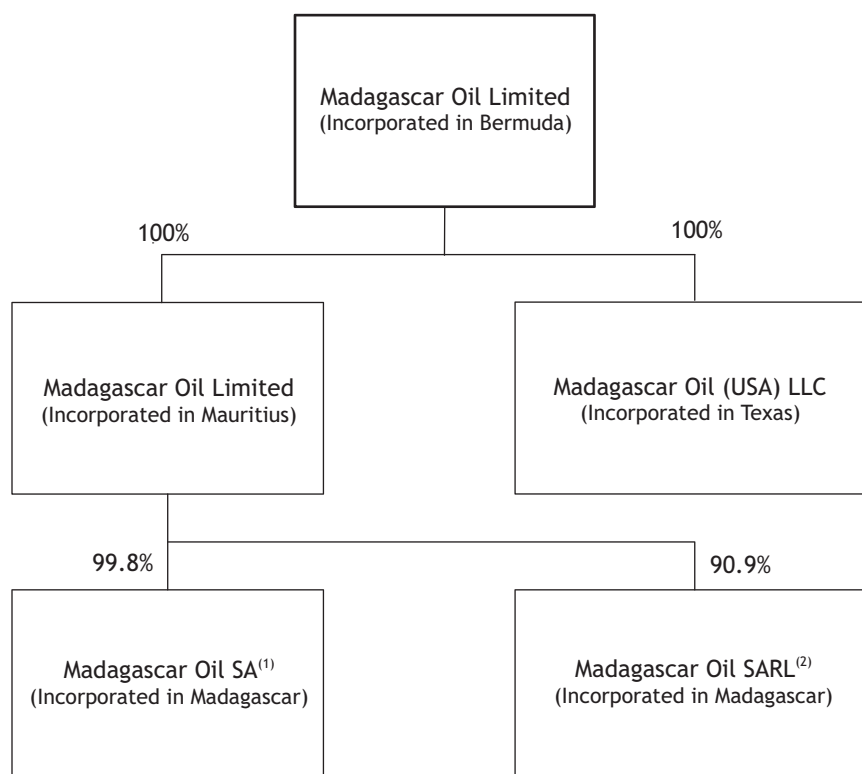 Madagascar Oil Limited
(Incorporated in Bermuda)
100%
100%
Madagascar Oil Limited
(Incorporated in Mauritius)
Madagascar Oil (USA) LLC
(Incorporated in Texas)
99.8%
90.9%
Madagascar Oil SA(1)
(Incorporated in Madagascar)
Madagascar Oil SARL(2)
(Incorporated in Madagascar)